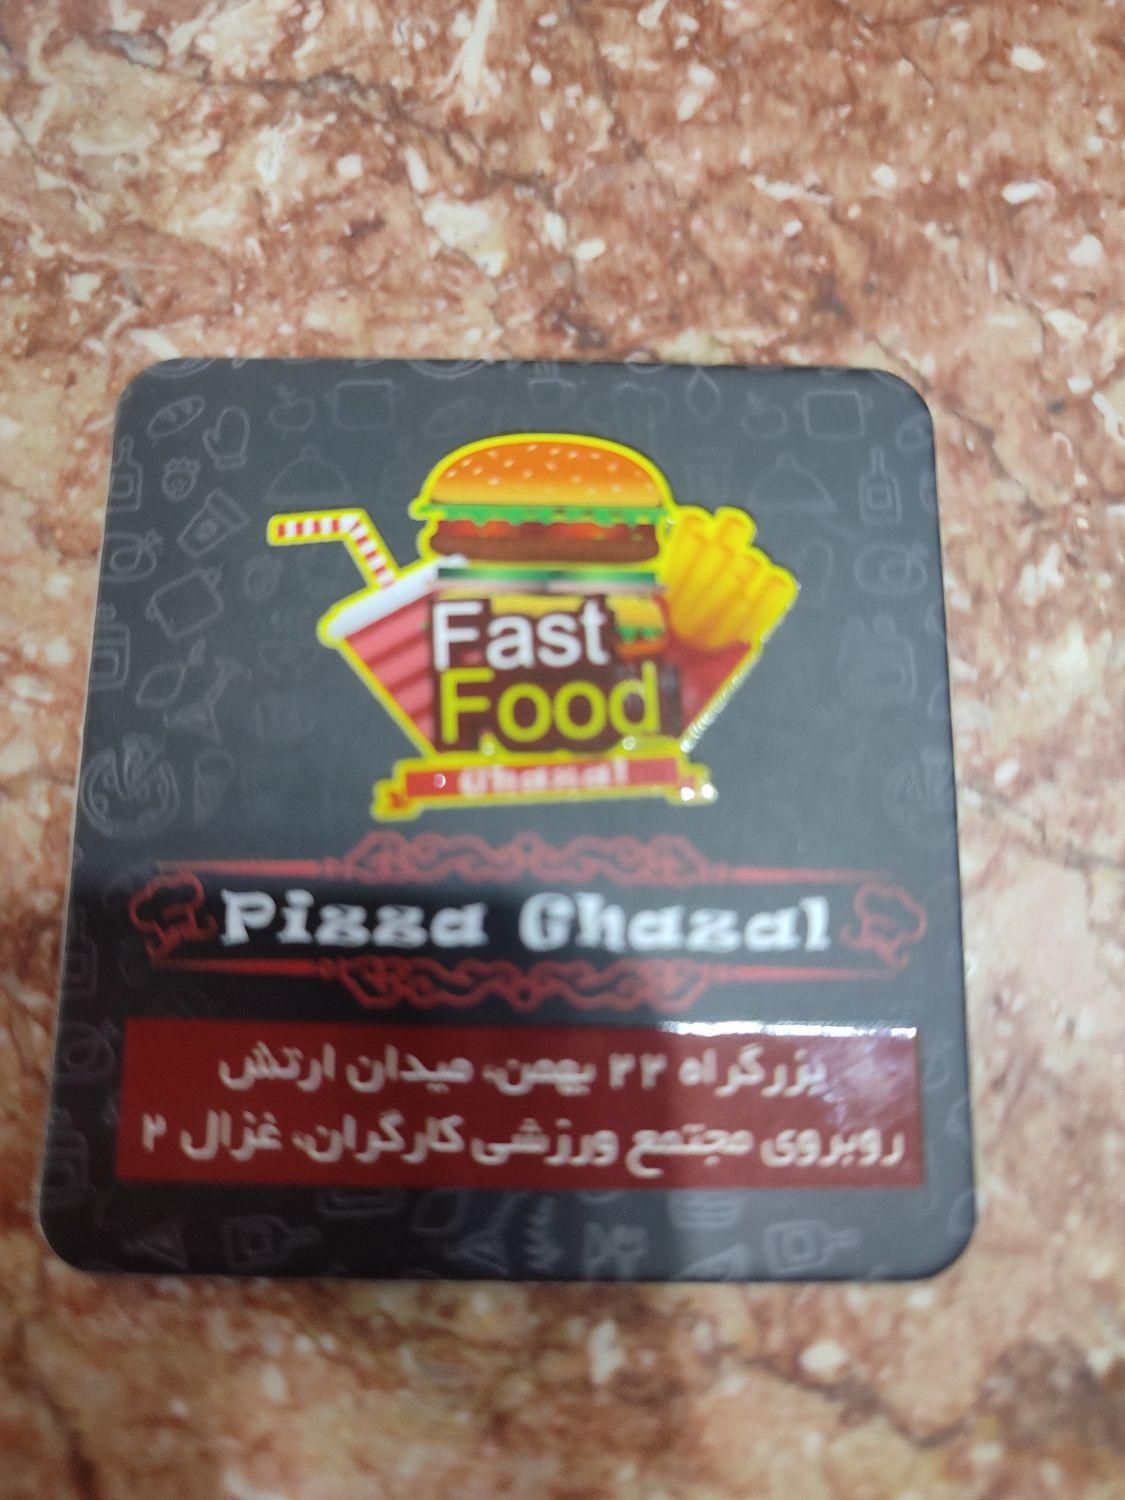 Fast
Food
Ghazal
Pizza Ghazal
بزرگراه ۲۲ بهمن، میدان ارتش
روبروی مجتمع ورزشی کارگران، غزال ۲